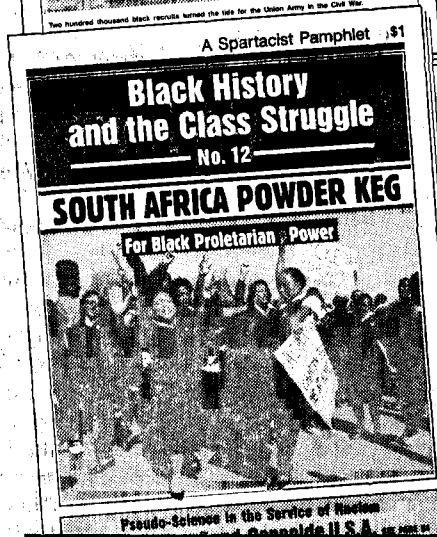 Two hundred thousand black recruits turned the tide for the Union Army in the Civil War.
A Spartacist Pamphlet $1
Black History
and the Class Struggle
No. 12
SOUTH AFRICA POWDER KEG
For Black Proletarian Power
Pseudo-Science in the Service of Racism
U.S.A.